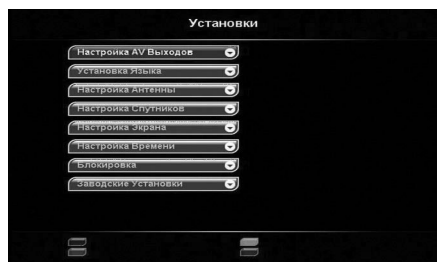 Установки
Настройка AV Выходов
Установка Языка
Настройка Антенны
Настройка Спутников
Настройка Экрана
Настройка Времени
Блокировка
Заводские Установки